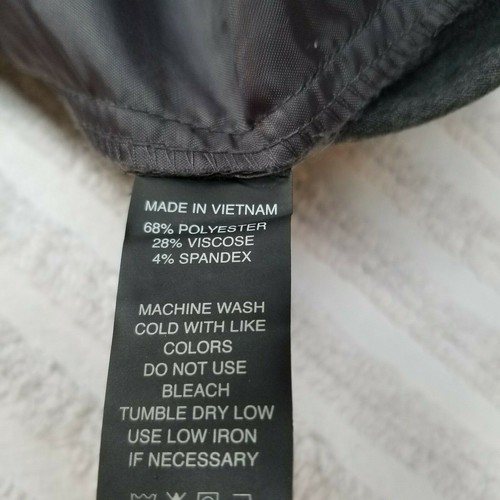 MADE IN VIETNAM
68% POLYESTER
28% VISCOSE
4% SPANDEX
MACHINE WASH
COLD WITH LIKE
COLORS
DO NOT USE
BLEACH
TUMBLE DRY LOW
USE LOW IRON
IF NECESSARY